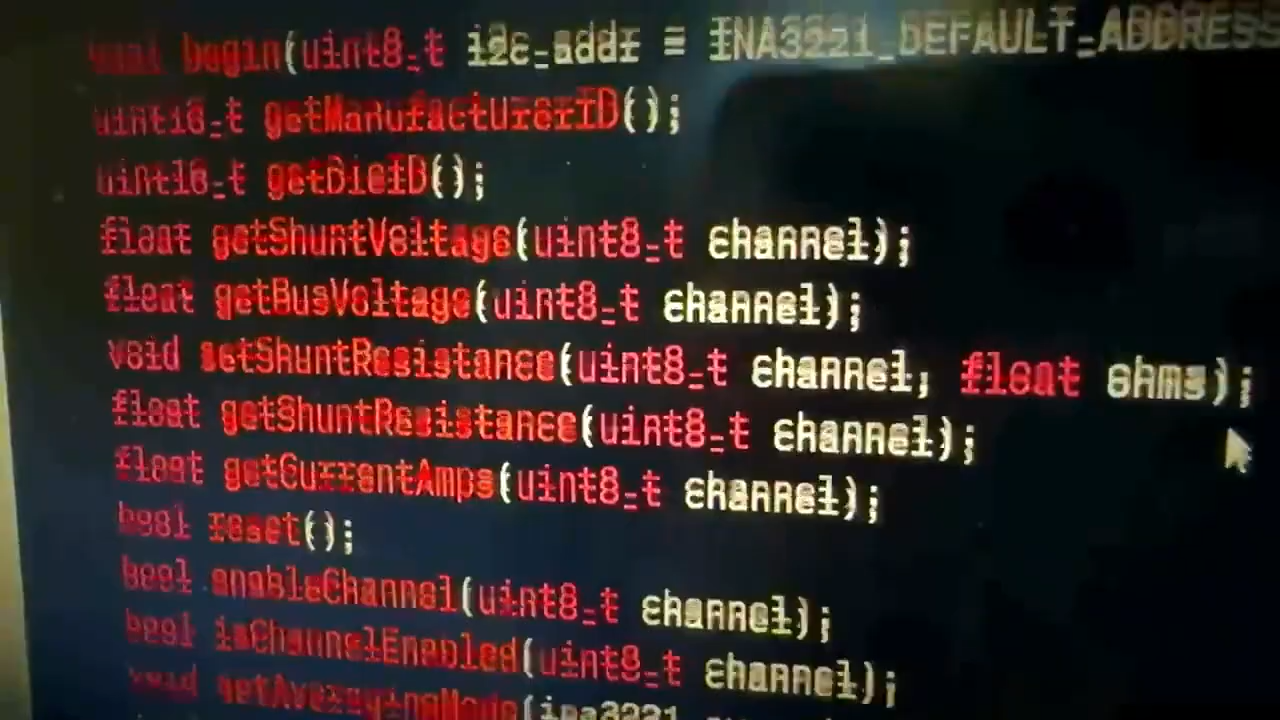 bool begin(uint8_t i2c_addr = INA3221_DEFAULT_ADDRESS
uint16_t getManufacturerID();
uint16_t getDieID();
float getShuntVoltage(uint8_t channel);
float getBusVoltage(uint8_t channel);
void setShuntResistance(uint8_t channel, float ohms);
float getShuntResistance(uint8_t channel);
float getCurrentAmps(uint8_t channel);
bool reset();
bool enableChannel(uint8_t channel);
bool isChannelEnabled(uint8_t channel);
void (ina3221